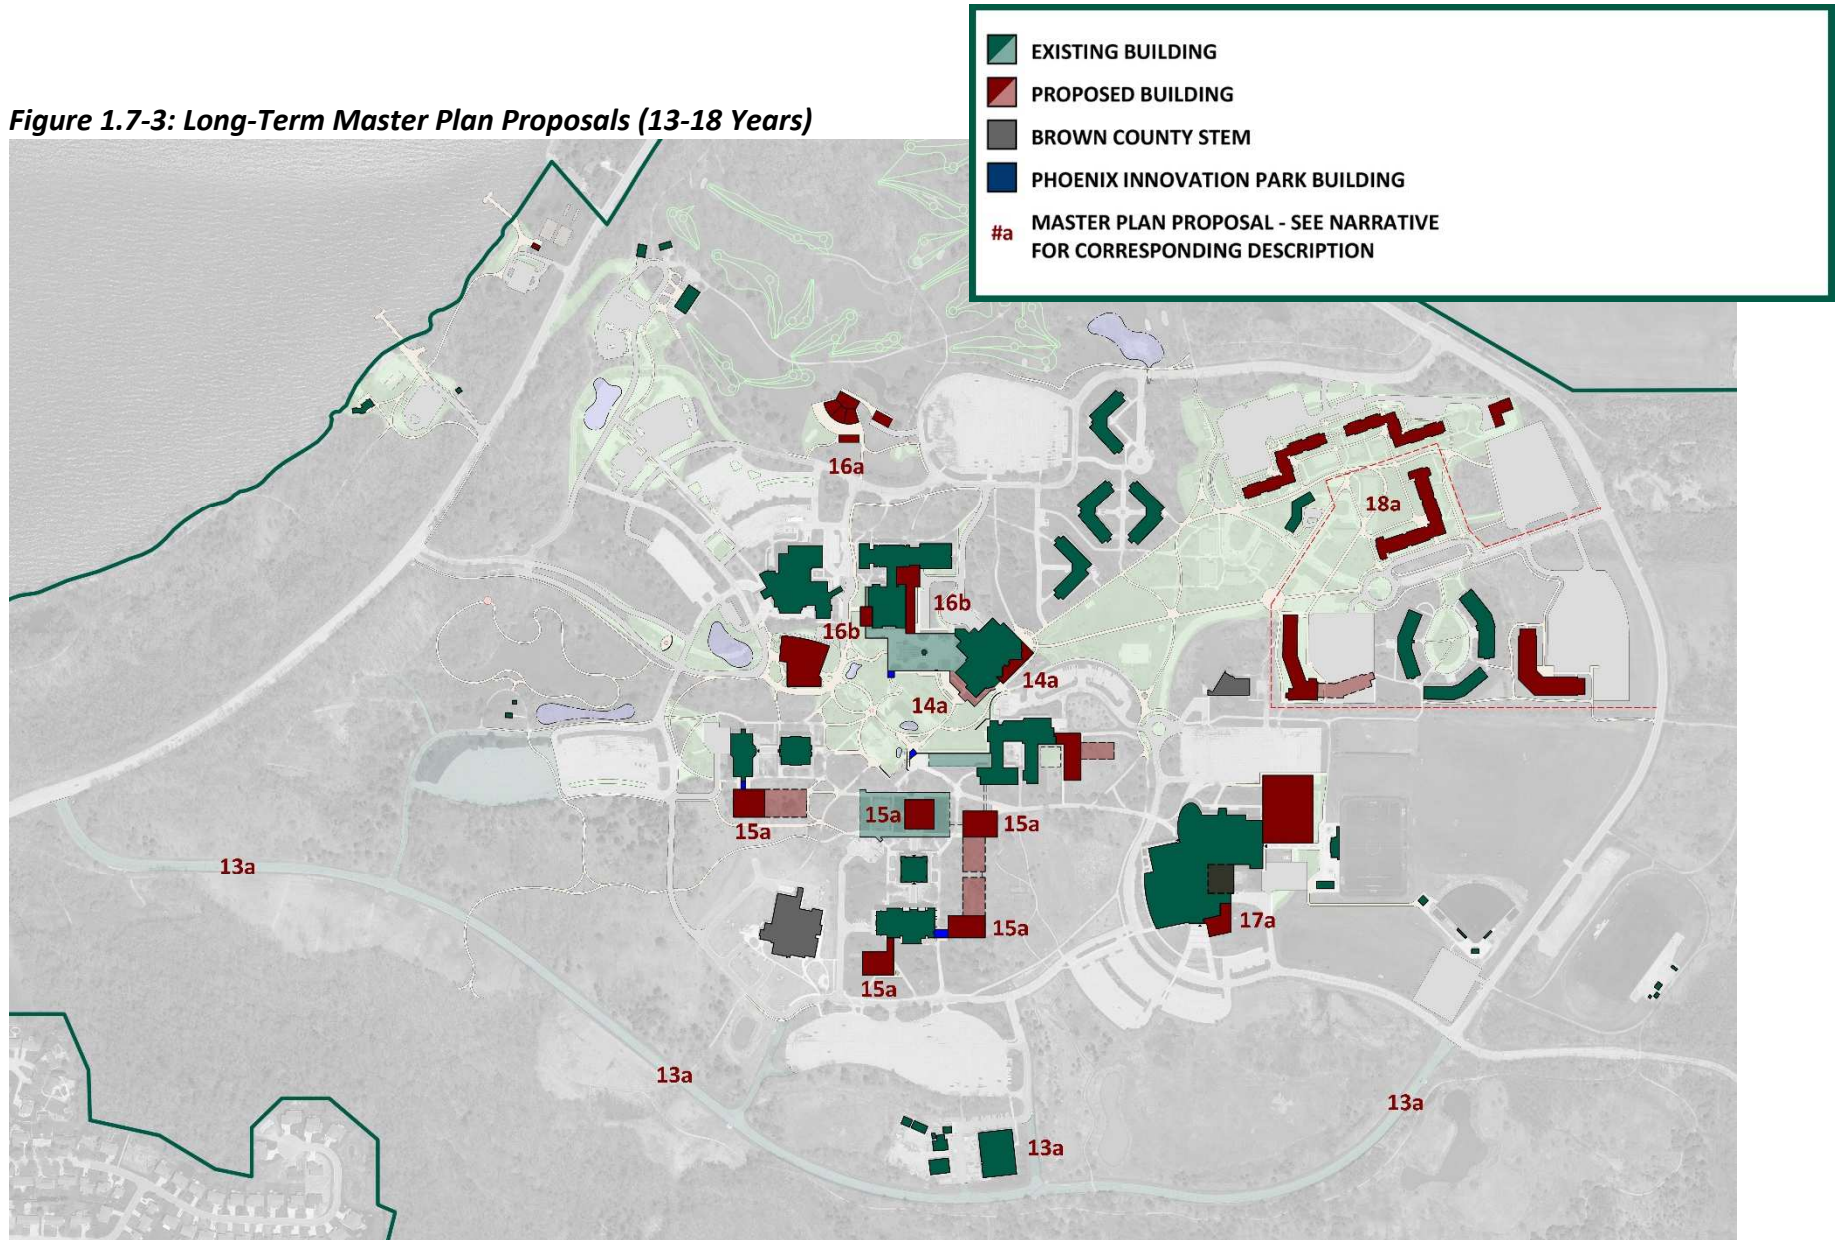 EXISTING BUILDING
PROPOSED BUILDING
BROWN COUNTY STEM
PHOENIX INNOVATION PARK BUILDING
#a MASTER PLAN PROPOSAL - SEE NARRATIVE
FOR CORRESPONDING DESCRIPTION
Figure 1.7-3: Long-Term Master Plan Proposals (13-18 Years)
16a
18a
16b
16b
14a
14a
15a
15a
15a
13a
17a
15a
15a
13a
13a
13a